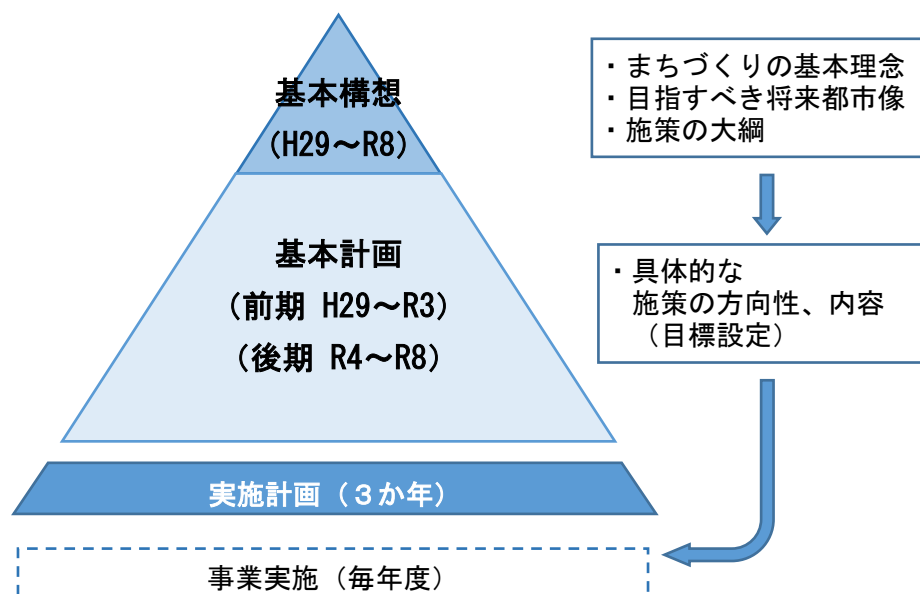 基本構想
(H29～R8)
基本計画
(前期 H29～R3)
(後期 R4～R8)
実施計画（３か年）
事業実施（毎年度）
・まちづくりの基本理念
・目指すべき将来都市像
・施策の大綱
・具体的な
施策の方向性、内容
（目標設定）